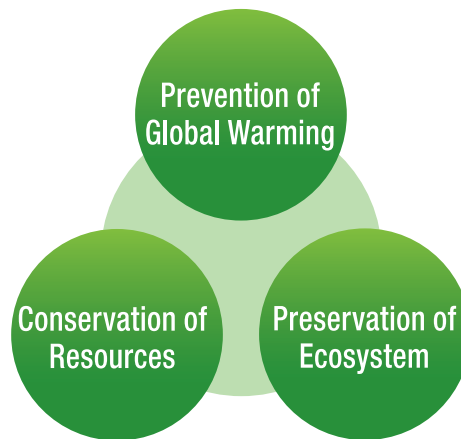 Prevention of
Global Warming
Conservation of
Resources
Preservation of
Ecosystem